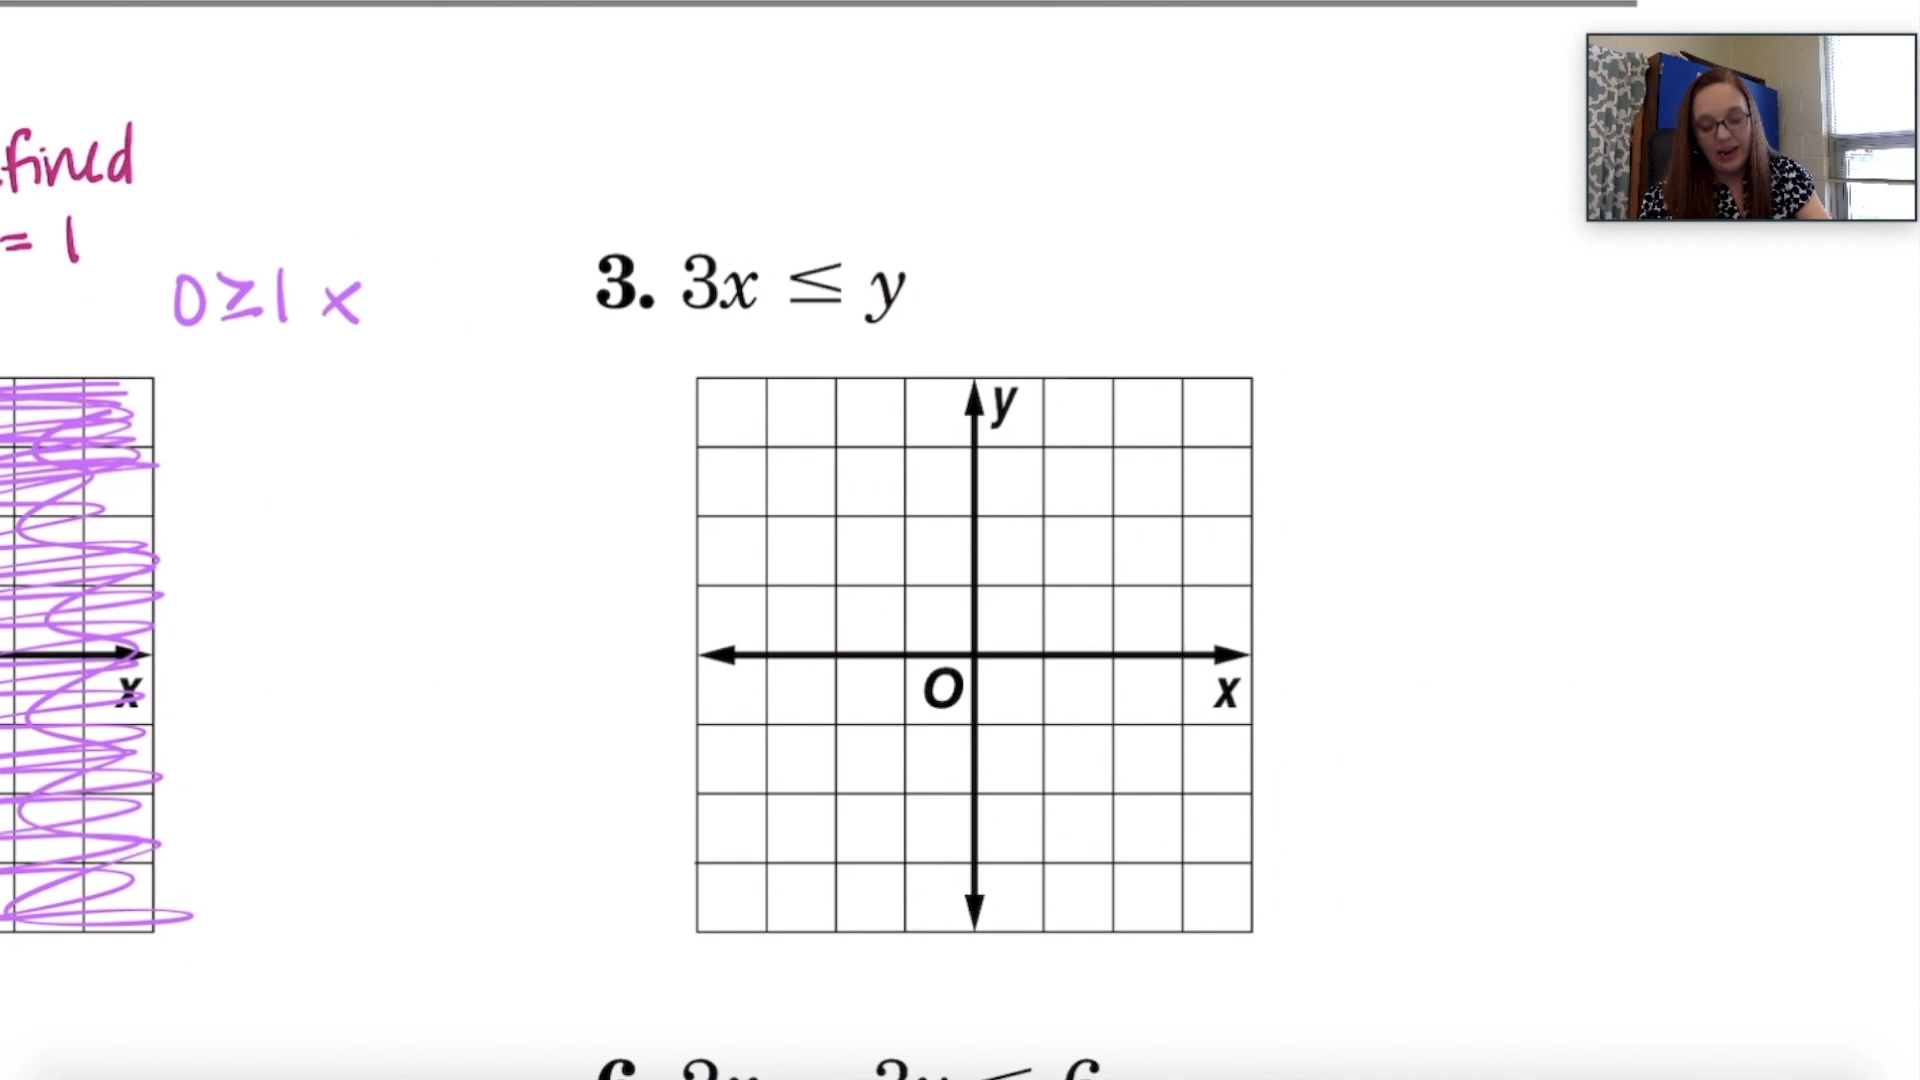 fined
= 1
0 ≥ 1 x
3. 3x ≤ y
y
O
x
x